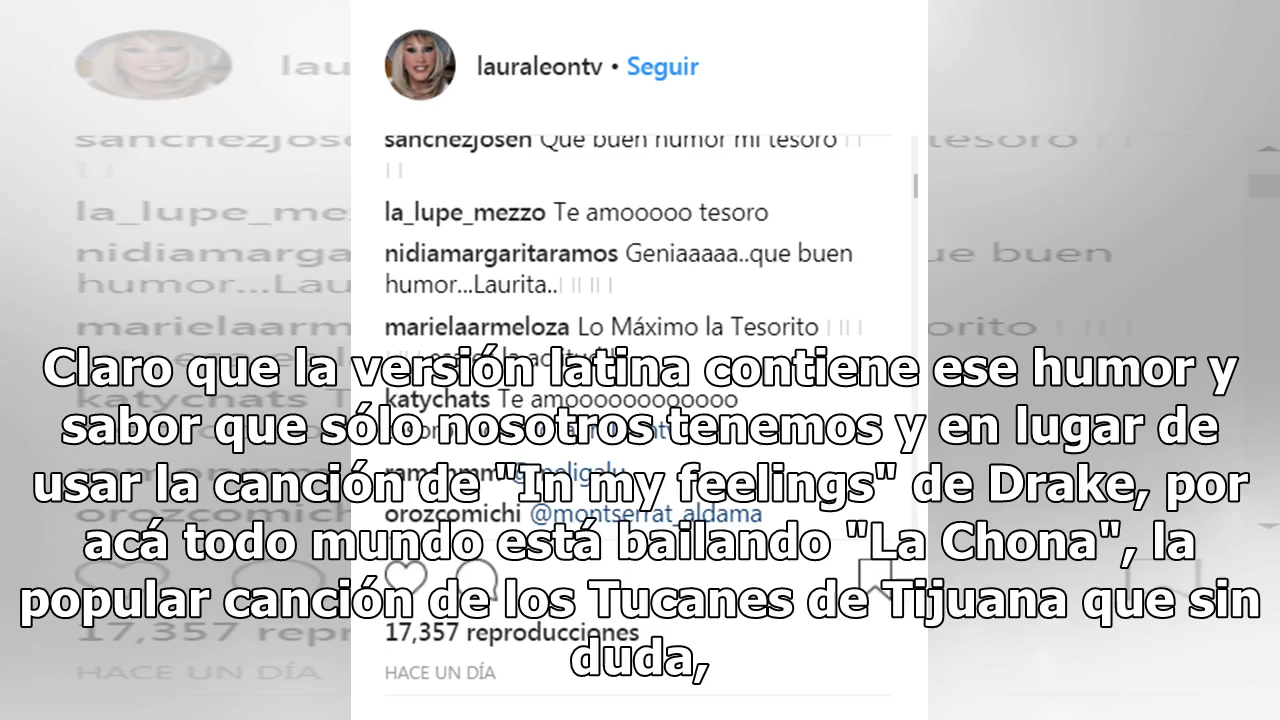 lauraleontv • Seguir
sanchezjosen Que buen humor mi tesoro
la_lupe_mezzo Te amooooo tesoro
nidiamargaritaramos Geniaaaaa..que buen
humor...Laurita..
marielaarmeloza Lo Máximo la Tesorito
katychats Te amoooooooooooo
orozcomichi @montserrat_aldama
17,357 reproducciones
HACE UN DÍA
Claro que la versión latina contiene ese humor y
sabor que sólo nosotros tenemos y en lugar de
usar la canción de "In my feelings" de Drake, por
acá todo mundo está bailando "La Chona", la
popular canción de los Tucanes de Tijuana que sin
duda,